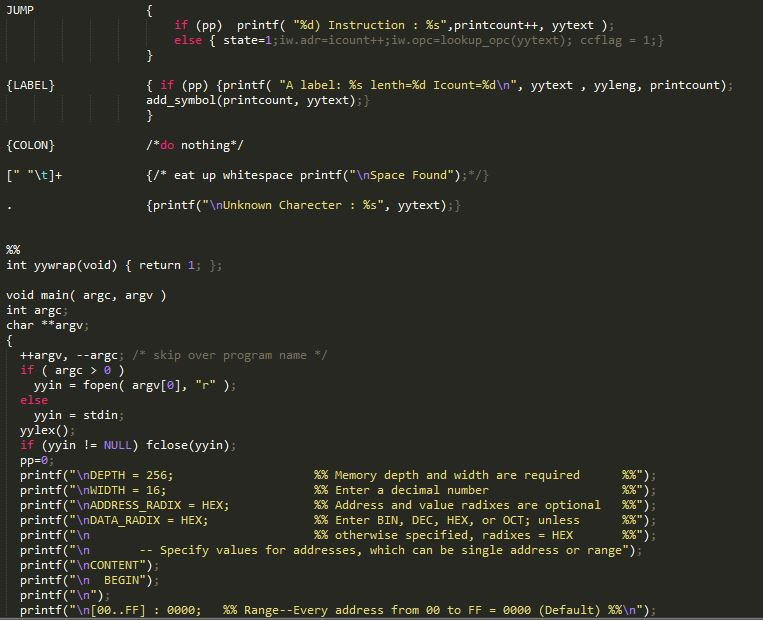 JUMP                {
                        if (pp)  printf( "%d) Instruction : %s",printcount++, yytext );
                        else { state=1;iw.adr=icount++;iw.opc=lookup_opc(yytext); ccflag = 1;}
                    }

{LABEL}             { if (pp) {printf( "A label: %s lenth=%d Icount=%d\n", yytext , yyleng, printcount);
                    add_symbol(printcount, yytext);}
                    }

{COLON}             /*do nothing*/

[" "\t]+            {/* eat up whitespace printf("\nSpace Found");*/}

.                   {printf("\nUnknown Charecter : %s", yytext);}


%%
int yywrap(void) { return 1; };

void main( argc, argv )
int argc;
char **argv;
{
  ++argv, --argc; /* skip over program name */
  if ( argc > 0 )
    yyin = fopen( argv[0], "r" );
  else
    yyin = stdin;
  yylex();
  if (yyin != NULL) fclose(yyin);
  pp=0;
  printf("\nDEPTH = 256;                    %% Memory depth and width are required      %%");
  printf("\nWIDTH = 16;                     %% Enter a decimal number                   %%");
  printf("\nADDRESS_RADIX = HEX;            %% Address and value radixes are optional   %%");
  printf("\nDATA_RADIX = HEX;               %% Enter BIN, DEC, HEX, or OCT; unless      %%");
  printf("\n                                %% otherwise specified, radixes = HEX       %%");
  printf("\n       -- Specify values for addresses, which can be single address or range");
  printf("\nCONTENT");
  printf("\n  BEGIN");
  printf("\n");
  printf("\n[00..FF] : 0000;   %% Range--Every address from 00 to FF = 0000 (Default) %%\n");